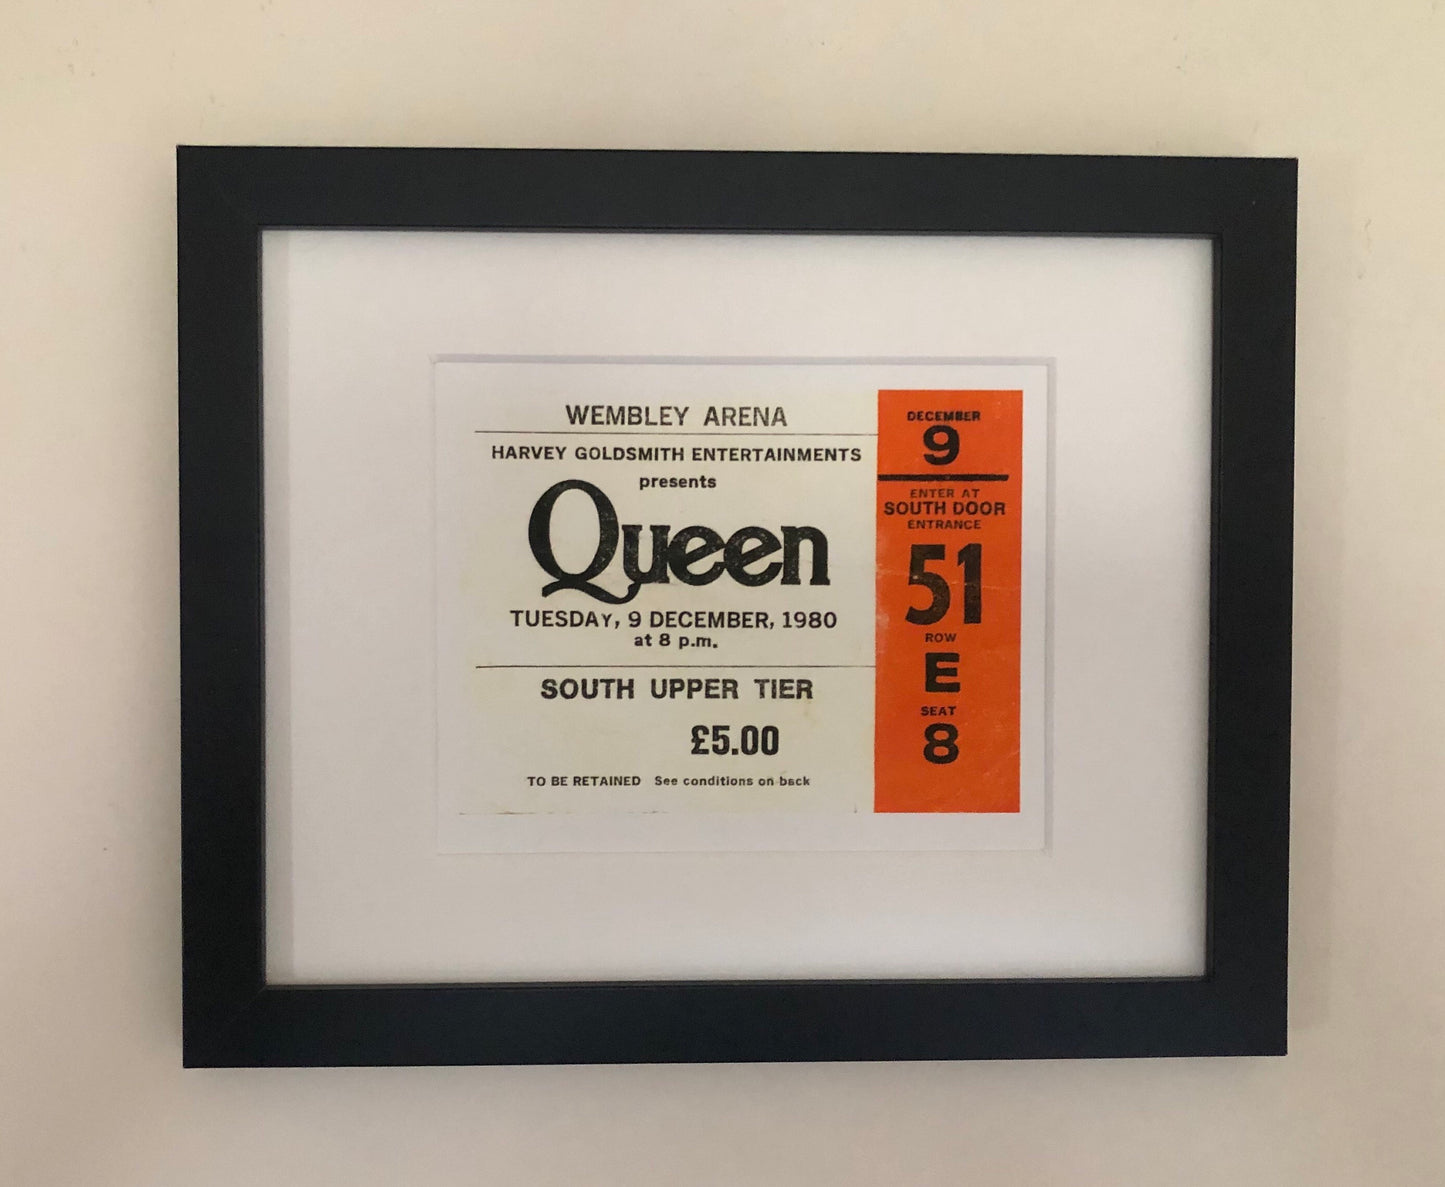 WEMBLEY ARENA
HARVEY GOLDSMITH ENTERTAINMENTS
presents
Queen
TUESDAY, 9 DECEMBER, 1980
at 8 p.m.
SOUTH UPPER TIER
£5.00
TO BE RETAINED See conditions on back
DECEMBER
9
ENTER AT
SOUTH DOOR
ENTRANCE
51
ROW
E
SEAT
8